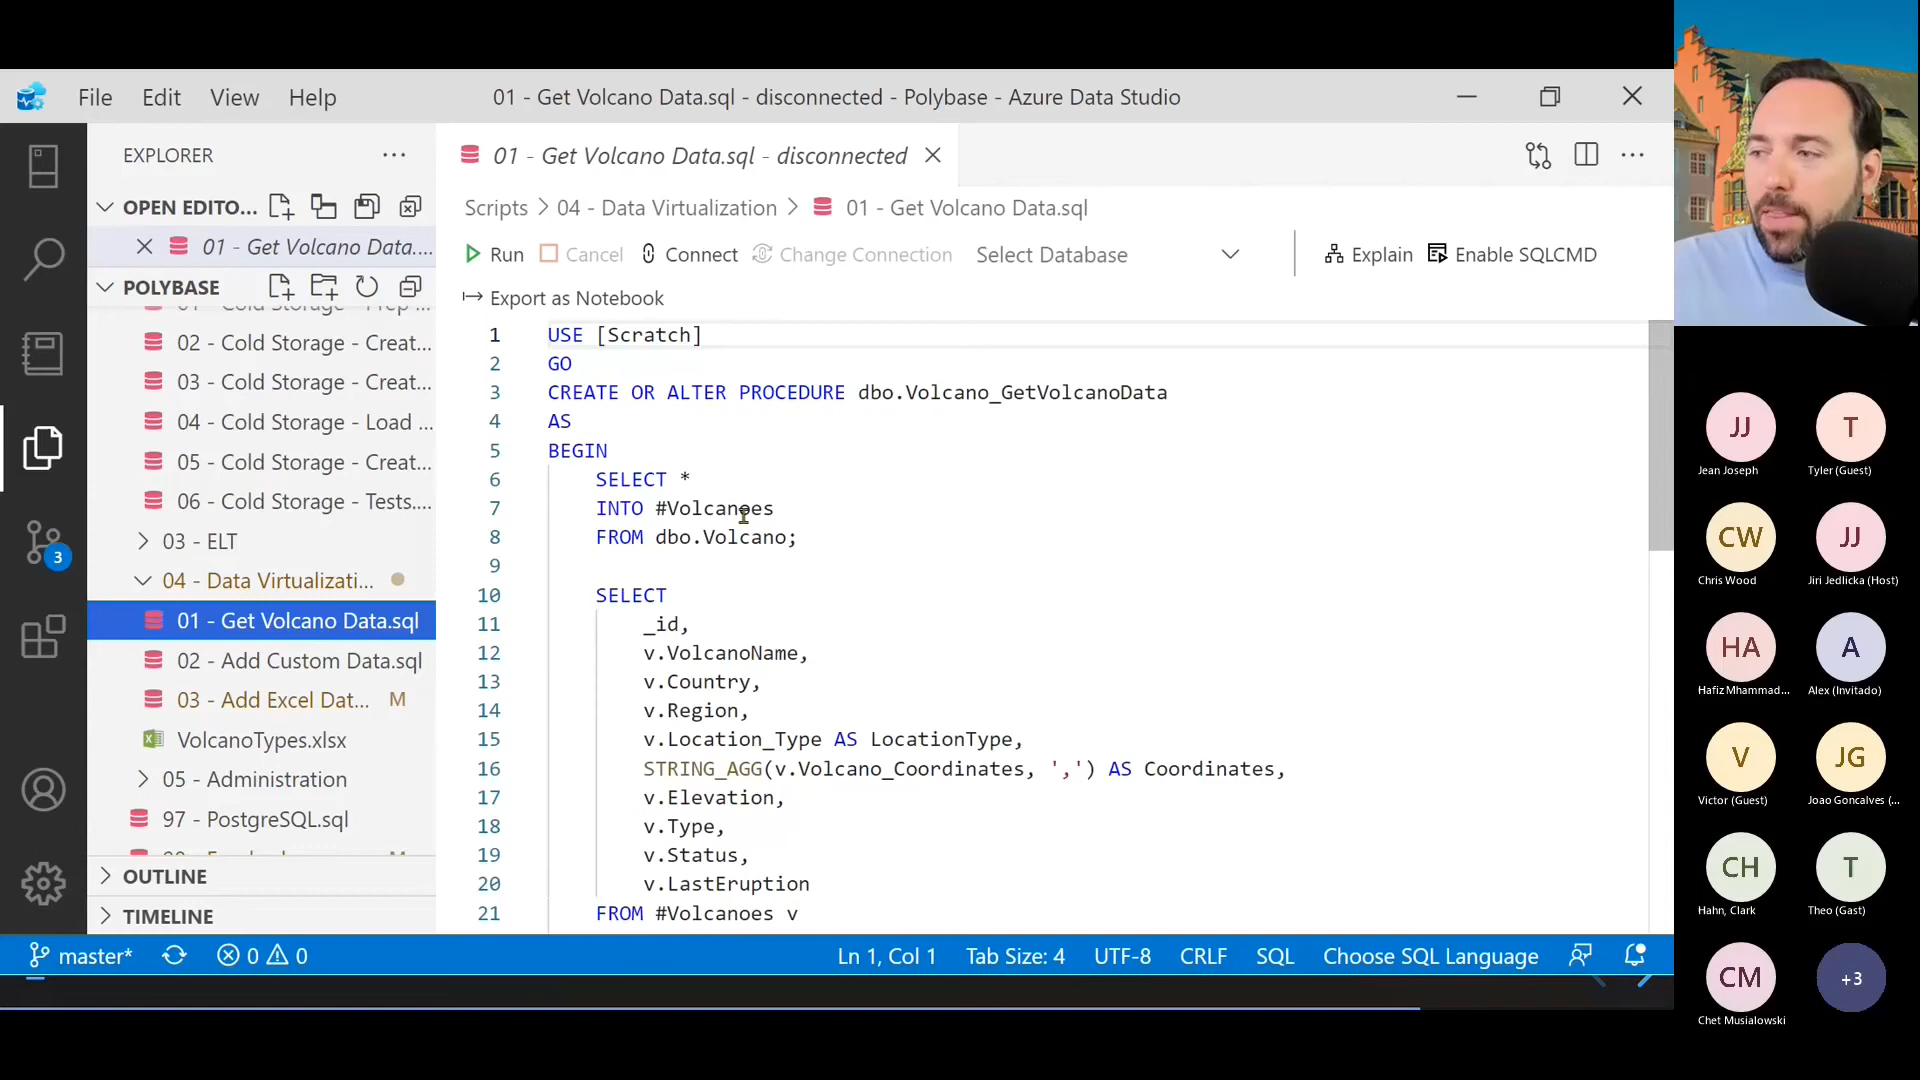 File Edit View Help
01 - Get Volcano Data.sql - disconnected - Polybase - Azure Data Studio
EXPLORER
OPEN EDITO...
01 - Get Volcano Data....
POLYBASE
02 - Cold Storage - Creat...
03 - Cold Storage - Creat...
04 - Cold Storage - Load ...
05 - Cold Storage - Creat...
06 - Cold Storage - Tests....
03 - ELT
04 - Data Virtualizati...
01 - Get Volcano Data.sql
02 - Add Custom Data.sql
03 - Add Excel Dat... M
VolcanoTypes.xlsx
05 - Administration
97 - PostgreSQL.sql
OUTLINE
TIMELINE
3
01 - Get Volcano Data.sql - disconnected
Scripts > 04 - Data Virtualization > 01 - Get Volcano Data.sql
Run Cancel Connect Change Connection Select Database Explain Enable SQLCMD
Export as Notebook
1 USE [Scratch]
2 GO
3 CREATE OR ALTER PROCEDURE dbo.Volcano_GetVolcanoData
4 AS
5 BEGIN
6 SELECT *
7 INTO #Volcanoes
8 FROM dbo.Volcano;
9
10 SELECT
11 _id,
12 v.VolcanoName,
13 v.Country,
14 v.Region,
15 v.Location_Type AS LocationType,
16 STRING_AGG(v.Volcano_Coordinates, ',') AS Coordinates,
17 v.Elevation,
18 v.Type,
19 v.Status,
20 v.LastEruption
21 FROM #Volcanoes v
master* 0 0 Ln 1, Col 1 Tab Size: 4 UTF-8 CRLF SQL Choose SQL Language
JJ T
Jean Joseph Tyler (Guest)
CW JJ
Chris Wood Jiri Jedlicka (Host)
HA A
Hafiz Mhammad... Alex (Invitado)
V JG
Victor (Guest) Joao Goncalves (...
CH T
Hahn, Clark Theo (Gast)
CM +3
Chet Musialowski